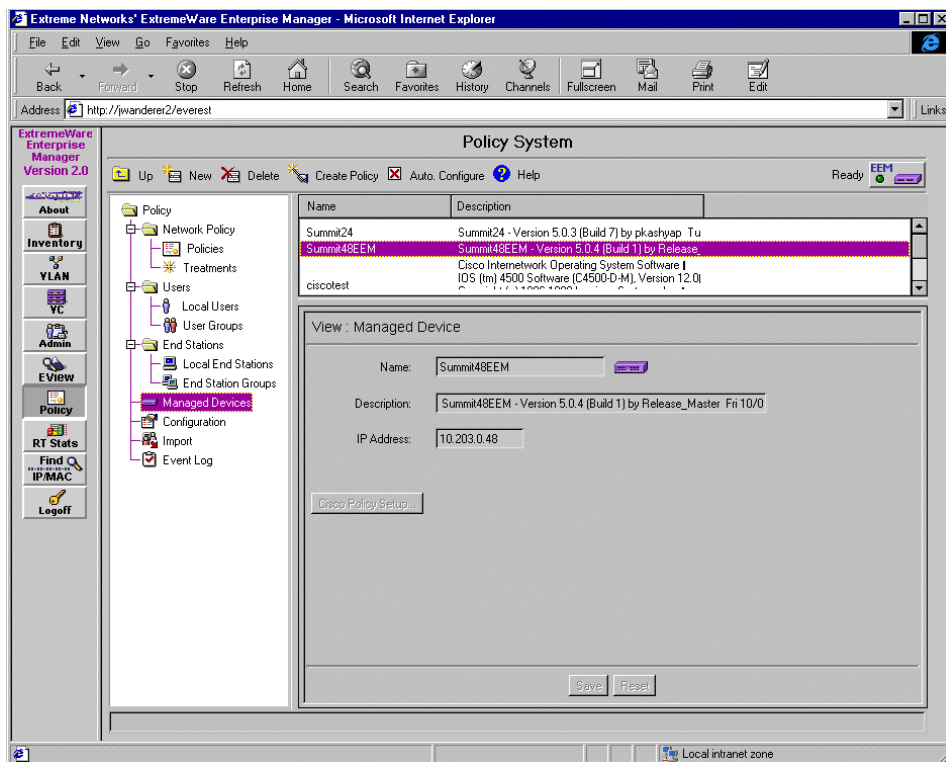 Extreme Networks' ExtremeWare Enterprise Manager - Microsoft Internet Explorer
File Edit View Go Favorites Help
Back Forward Stop Refresh Home Search Favorites History Channels Fullscreen Mail Print Edit
Address http://jwanderer2/everest Links
ExtremeWare
Enterprise
Manager
Version 2.0
About
Inventory
VLAN
VC
Admin
EView
Policy
RT Stats
Find
IP/MAC
Logoff
Policy System
Up New Delete Create Policy Auto. Configure Help Ready EEM
Policy
Network Policy
Policies
Treatments
Users
Local Users
User Groups
End Stations
Local End Stations
End Station Groups
Managed Devices
Configuration
Import
Event Log
Name Description
Summit24 Summit24 - Version 5.0.3 (Build 7) by pkashyap Tu
Summit48EEM Summit48EEM - Version 5.0.4 (Build 1) by Release_
Cisco Internetwork Operating System Software
ciscotest IOS (tm) 4500 Software (C4500-D-M), Version 12.0(
View : Managed Device
Name: Summit48EEM
Description: Summit48EEM - Version 5.0.4 (Build 1) by Release_Master Fri 10/0
IP Address: 10.203.0.48
Cisco Policy Setup...
Save Reset
Local intranet zone